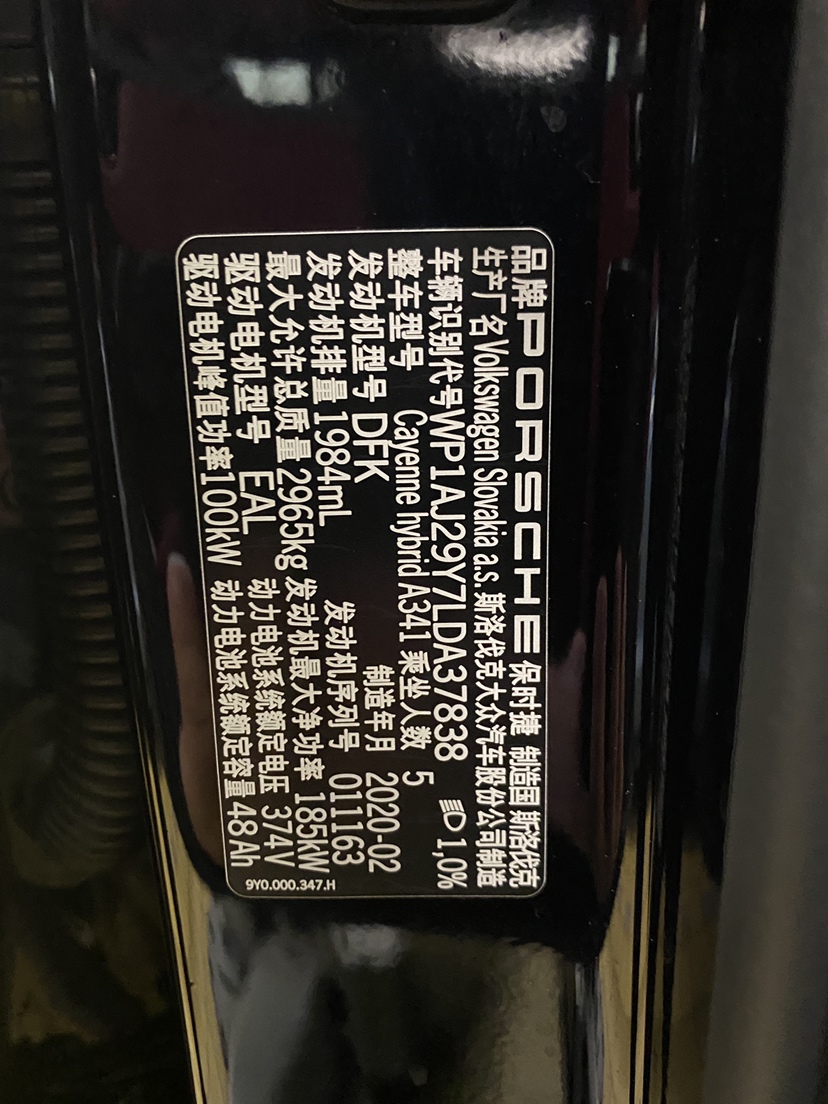 品牌PORSCHE 保时捷 制造国 斯洛伐克
生产厂名Volkswagen Slovakia a.s.斯洛伐克大众汽车股份公司制造
车辆识别代号WP1AJ29Y7LDA37838 1,0%
整车型号 Cayenne hybrid A341 乘坐人数 5
发动机型号 DFK 制造年月 2020-02
发动机排量1984mL 发动机序列号 011163
最大允许总质量2965kg 发动机最大净功率 185kW
驱动电机型号 EAL 动力电池系统额定电压 374V
驱动电机峰值功率100kW 动力电池系统额定容量48Ah
9Y0.000.347.H